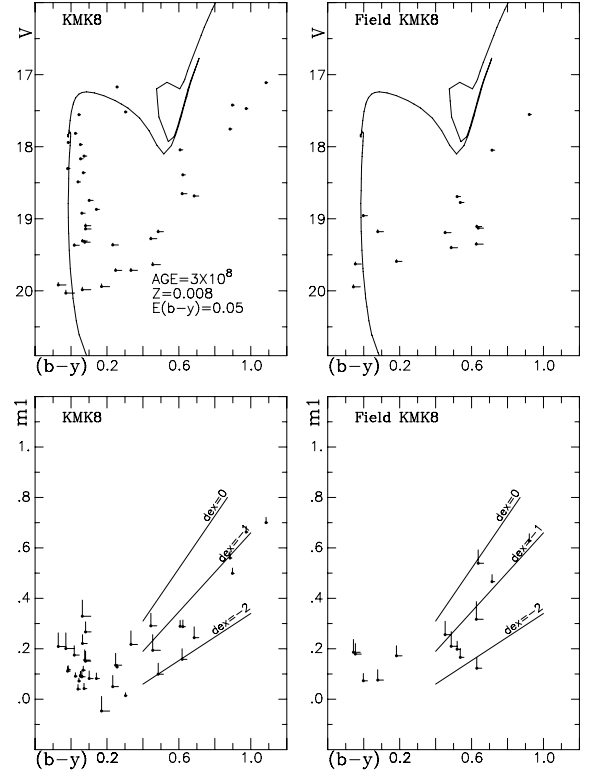 KMK8
V
17
18
19
20
AGE=3X10^8
Z=0.008
E(b-y)=0.05
(b-y) 0.2 0.6 1.0
Field KMK8
V
17
18
19
20
(b-y) 0.2 0.6 1.0
KMK8
m1
1.
.8
.6
.4
.2
.0
dex=0
dex=-1
dex=-2
(b-y) 0.2 0.6 1.0
Field KMK8
m1
1.
.8
.6
.4
.2
.0
dex=0
dex=-1
dex=-2
(b-y) 0.2 0.6 1.0